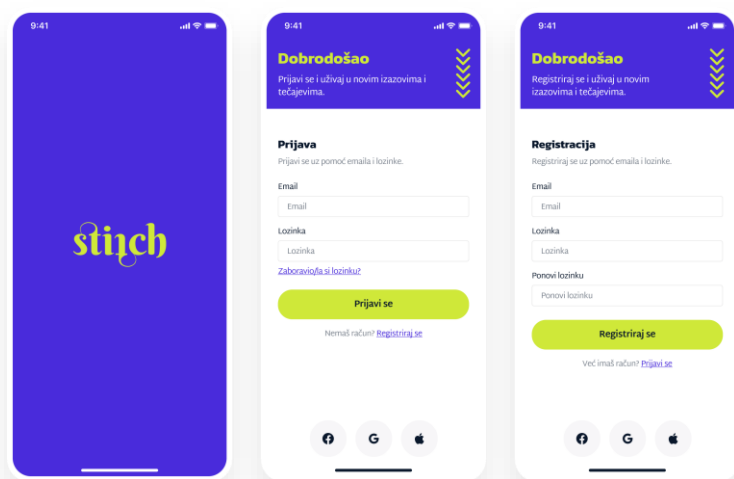 9:41
stitch
9:41
Dobrodošao
Prijavi se i uživaj u novim izazovima i
tečajevima.
Prijava
Prijavi se uz pomoć emaila i lozinke.
Email
Email
Lozinka
Lozinka
Zaboravio/la si lozinku?
Prijavi se
Nemaš račun? Registriraj se
G
9:41
Dobrodošao
Registriraj se i uživaj u novim
izazovima i tečajevima.
Registracija
Registriraj se uz pomoć emaila i lozinke.
Email
Email
Lozinka
Lozinka
Ponovi lozinku
Ponovi lozinku
Registriraj se
Već imaš račun? Prijavi se
G